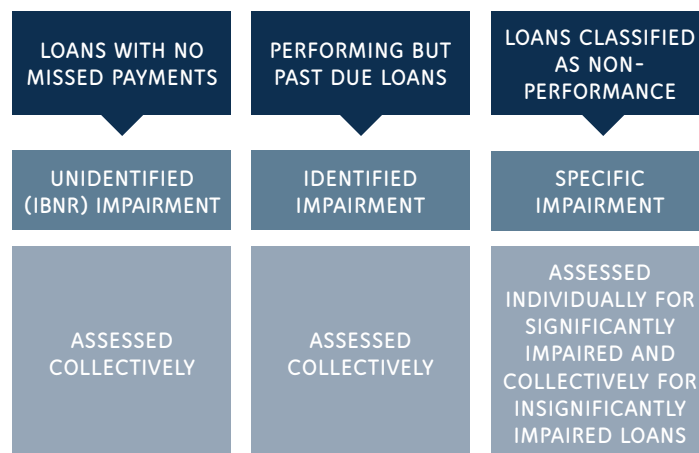 LOANS WITH NO
MISSED PAYMENTS
PERFORMING BUT
PAST DUE LOANS
LOANS CLASSIFIED
AS NON-
PERFORMANCE
UNIDENTIFIED
(IBNR) IMPAIRMENT
IDENTIFIED
IMPAIRMENT
SPECIFIC
IMPAIRMENT
ASSESSED
COLLECTIVELY
ASSESSED
COLLECTIVELY
ASSESSED
INDIVIDUALLY FOR
SIGNIFICANTLY
IMPAIRED AND
COLLECTIVELY FOR
INSIGNIFICANTLY
IMPAIRED LOANS